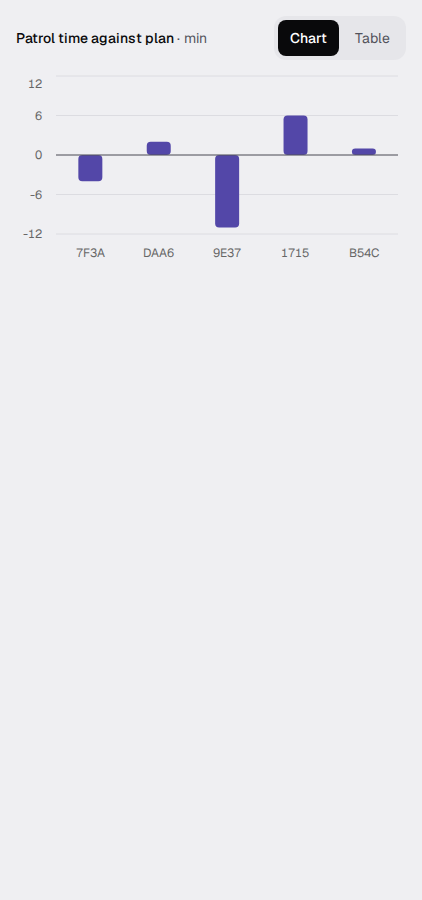 Patrol time against plan · min
Chart
Table
12
6
0
-6
-12
7F3A
DAA6
9E37
1715
B54C